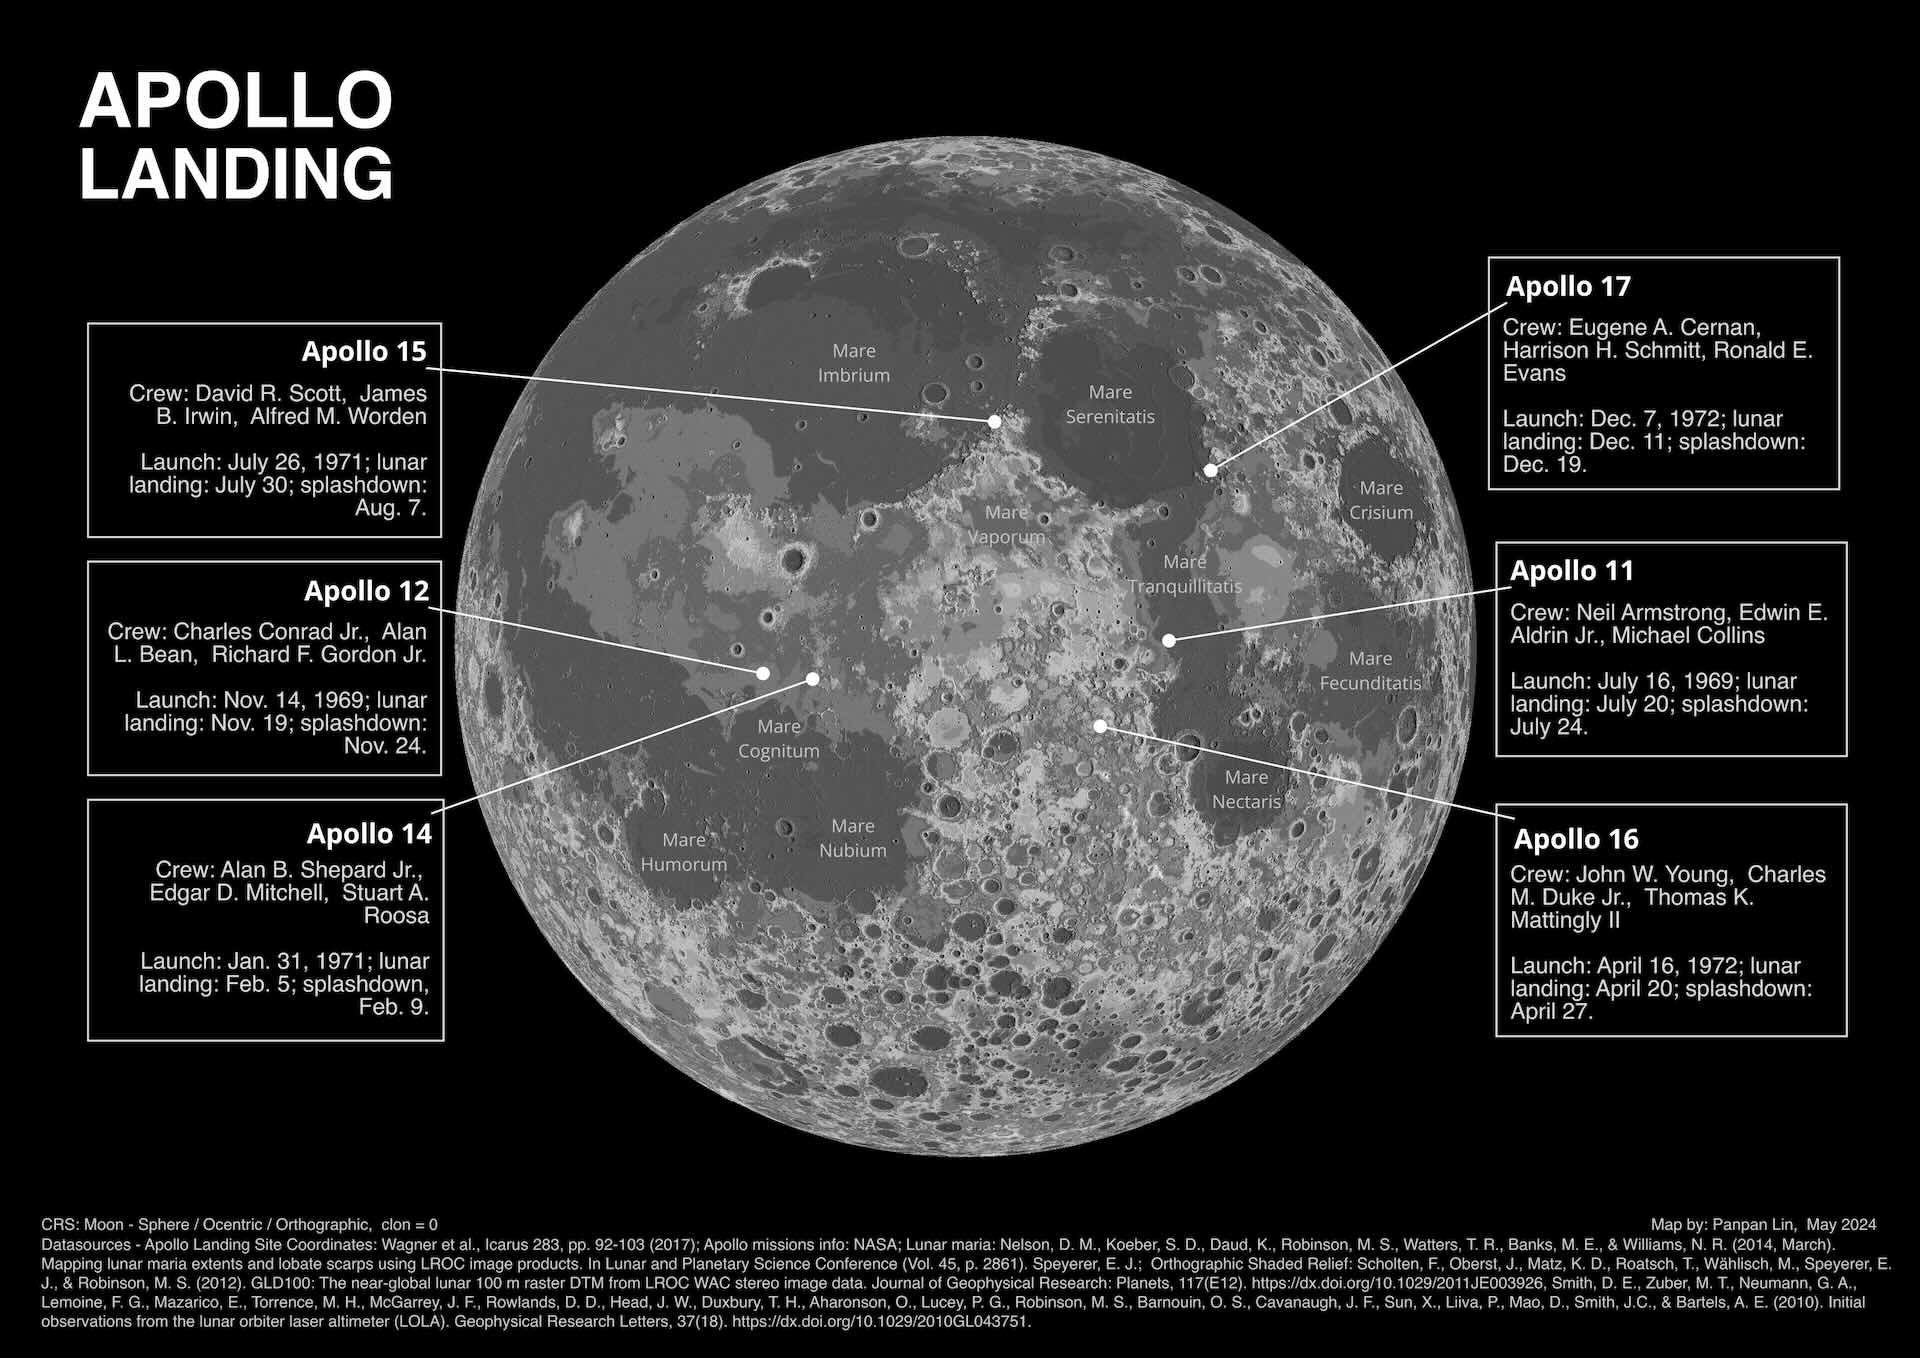 APOLLO
LANDING
Apollo 15
Crew: David R. Scott,  James
B. Irwin,  Alfred M. Worden
Launch: July 26, 1971; lunar
landing: July 30; splashdown:
Aug. 7.
Apollo 12
Crew: Charles Conrad Jr.,  Alan
L. Bean,  Richard F. Gordon Jr.
Launch: Nov. 14, 1969; lunar
landing: Nov. 19; splashdown:
Nov. 24.
Apollo 14
Crew: Alan B. Shepard Jr.,
Edgar D. Mitchell,  Stuart A.
Roosa
Launch: Jan. 31, 1971; lunar
landing: Feb. 5; splashdown,
Feb. 9.
Mare
Imbrium
Mare
Serenitatis
Mare
Crisium
Mare
Vaporum
Mare
Tranquillitatis
Mare
Fecunditatis
Mare
Cognitum
Mare
Nectaris
Mare
Humorum
Mare
Nubium
Apollo 17
Crew: Eugene A. Cernan,
Harrison H. Schmitt, Ronald E.
Evans
Launch: Dec. 7, 1972; lunar
landing: Dec. 11; splashdown:
Dec. 19.
Apollo 11
Crew: Neil Armstrong, Edwin E.
Aldrin Jr., Michael Collins
Launch: July 16, 1969; lunar
landing: July 20; splashdown:
July 24.
Apollo 16
Crew: John W. Young,  Charles
M. Duke Jr.,  Thomas K.
Mattingly II
Launch: April 16, 1972; lunar
landing: April 20; splashdown:
April 27.
CRS: Moon - Sphere / Ocentric / Orthographic,  clon = 0
Map by: Panpan Lin,  May 2024
Datasources - Apollo Landing Site Coordinates: Wagner et al., Icarus 283, pp. 92-103 (2017); Apollo missions info: NASA; Lunar maria: Nelson, D. M., Koeber, S. D., Daud, K., Robinson, M. S., Watters, T. R., Banks, M. E., & Williams, N. R. (2014, March).
Mapping lunar maria extents and lobate scarps using LROC image products. In Lunar and Planetary Science Conference (Vol. 45, p. 2861). Speyerer, E. J.;  Orthographic Shaded Relief: Scholten, F., Oberst, J., Matz, K. D., Roatsch, T., Wählisch, M., Speyerer, E.
J., & Robinson, M. S. (2012). GLD100: The near-global lunar 100 m raster DTM from LROC WAC stereo image data. Journal of Geophysical Research: Planets, 117(E12). https://dx.doi.org/10.1029/2011JE003926, Smith, D. E., Zuber, M. T., Neumann, G. A.,
Lemoine, F. G., Mazarico, E., Torrence, M. H., McGarrey, J. F., Rowlands, D. D., Head, J. W., Duxbury, T. H., Aharonson, O., Lucey, P. G., Robinson, M. S., Barnouin, O. S., Cavanaugh, J. F., Sun, X., Liiva, P., Mao, D., Smith, J.C., & Bartels, A. E. (2010). Initial
observations from the lunar orbiter laser altimeter (LOLA). Geophysical Research Letters, 37(18). https://dx.doi.org/10.1029/2010GL043751.